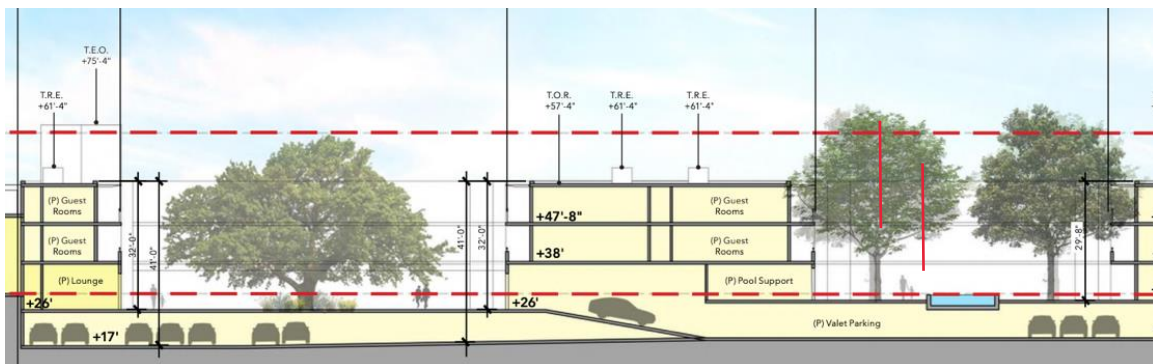 T.E.O.
+75'-4"
T.R.E.
+61'-4"
T.O.R.
+57'-4"
T.R.E.
+61'-4"
T.R.E.
+61'-4"
(P) Guest
Rooms
(P) Guest
Rooms
(P) Lounge
+26'
+17'
32'-0"
41'-0"
41'-0"
32'-0"
+47'-8"
(P) Guest
Rooms
+38'
(P) Guest
Rooms
(P) Pool Support
+26'
(P) Valet Parking
29'-8"